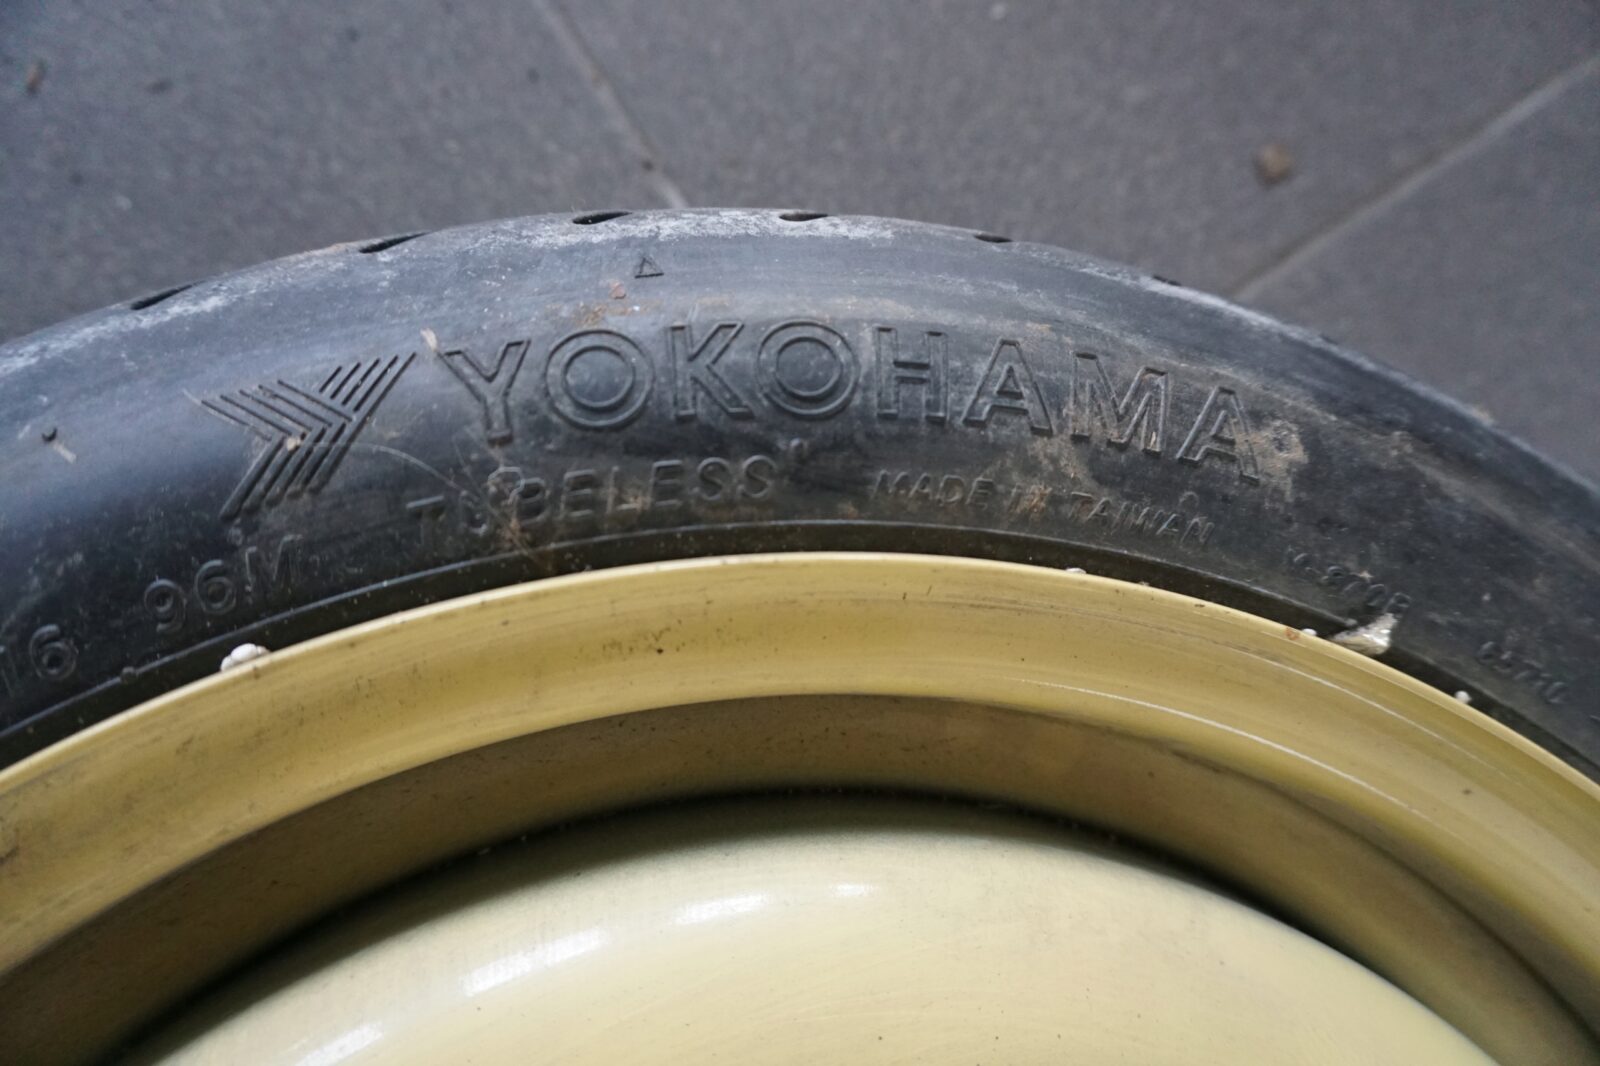 YOKOHAMA
TUBELESS MADE IN TAIWAN
16 96M